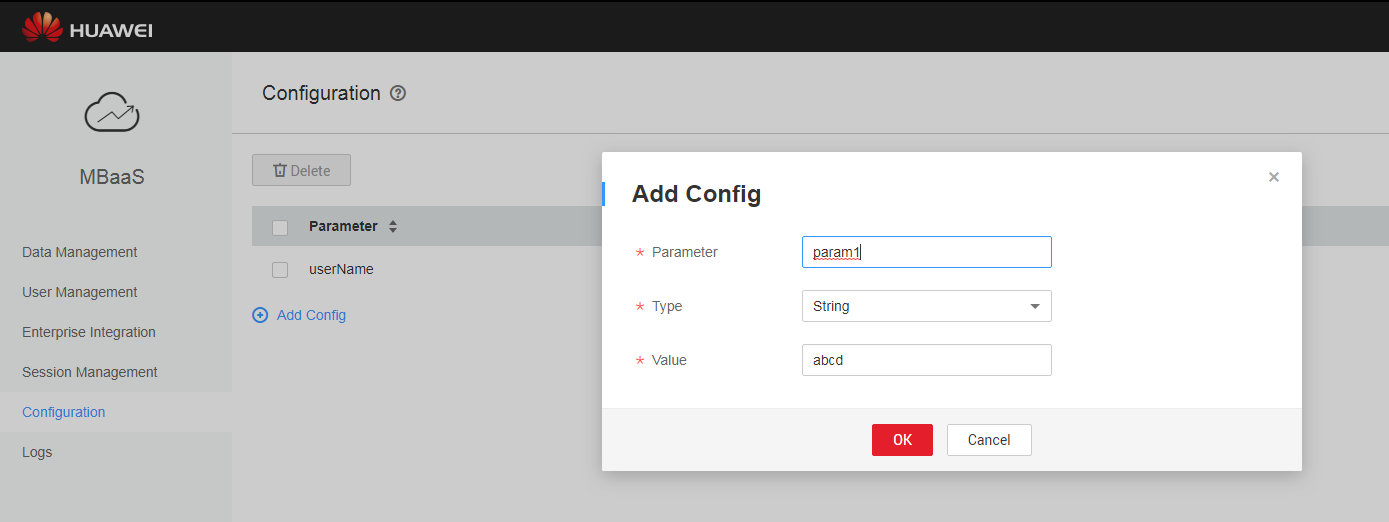 HUAWEI
MBaaS
Data Management
User Management
Enterprise Integration
Session Management
Configuration
Logs
Configuration ?
Delete
Parameter
userName
Add Config
Add Config
* Parameter param1
* Type String
* Value abcd
OK Cancel